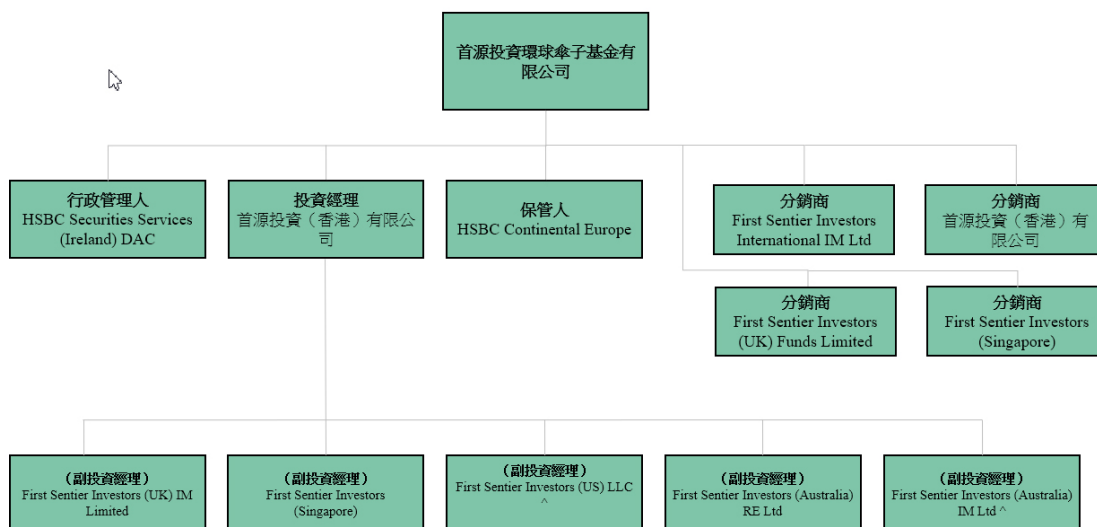 首源投資環球傘子基金有
限公司
行政管理人
HSBC Securities Services
(Ireland) DAC
投資經理
首源投資（香港）有限公
司
保管人
HSBC Continental Europe
分銷商
First Sentier Investors
International IM Ltd
分銷商
首源投資（香港）有
限公司
分銷商
First Sentier Investors
(UK) Funds Limited
分銷商
First Sentier Investors
(Singapore)
（副投資經理）
First Sentier Investors (UK) IM
Limited
（副投資經理）
First Sentier Investors
(Singapore)
（副投資經理）
First Sentier Investors (US) LLC
^
（副投資經理）
First Sentier Investors (Australia)
RE Ltd
（副投資經理）
First Sentier Investors (Australia)
IM Ltd ^